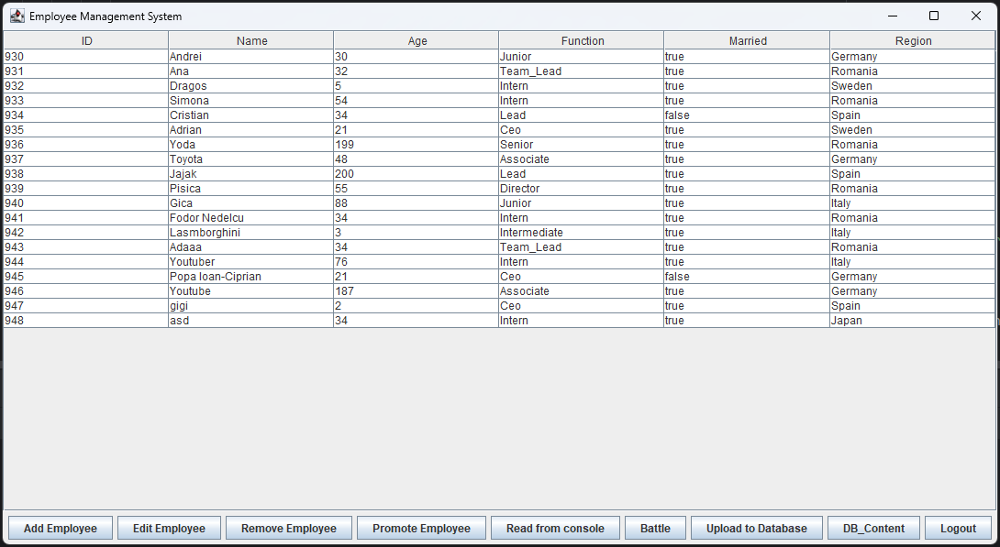 Employee Management System
ID Name Age Function Married Region
930 Andrei 30 Junior true Germany
931 Ana 32 Team_Lead true Romania
932 Dragos 5 Intern true Sweden
933 Simona 54 Intern true Romania
934 Cristian 34 Lead false Spain
935 Adrian 21 Ceo true Sweden
936 Yoda 199 Senior true Romania
937 Toyota 48 Associate true Germany
938 Jajak 200 Lead true Spain
939 Pisica 55 Director true Romania
940 Gica 88 Junior true Italy
941 Fodor Nedelcu 34 Intern true Romania
942 Lasmborghini 3 Intermediate true Italy
943 Adaaa 34 Team_Lead true Romania
944 Youtuber 76 Intern true Italy
945 Popa Ioan-Ciprian 21 Ceo false Germany
946 Youtube 187 Associate true Germany
947 gigi 2 Ceo true Spain
948 asd 34 Intern true Japan
Add Employee Edit Employee Remove Employee Promote Employee Read from console Battle Upload to Database DB_Content Logout